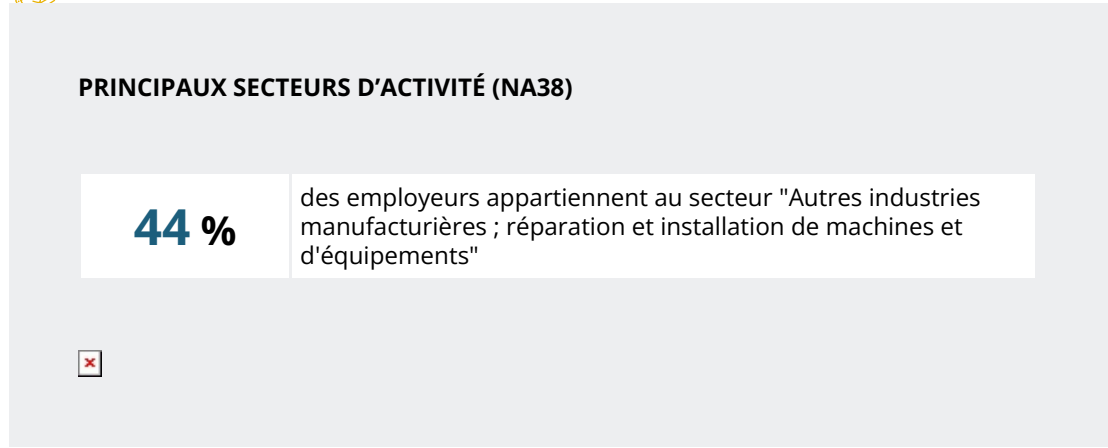 PRINCIPAUX SECTEURS D’ACTIVITÉ (NA38)
44 %
des employeurs appartiennent au secteur "Autres industries
manufacturières ; réparation et installation de machines et
d'équipements"